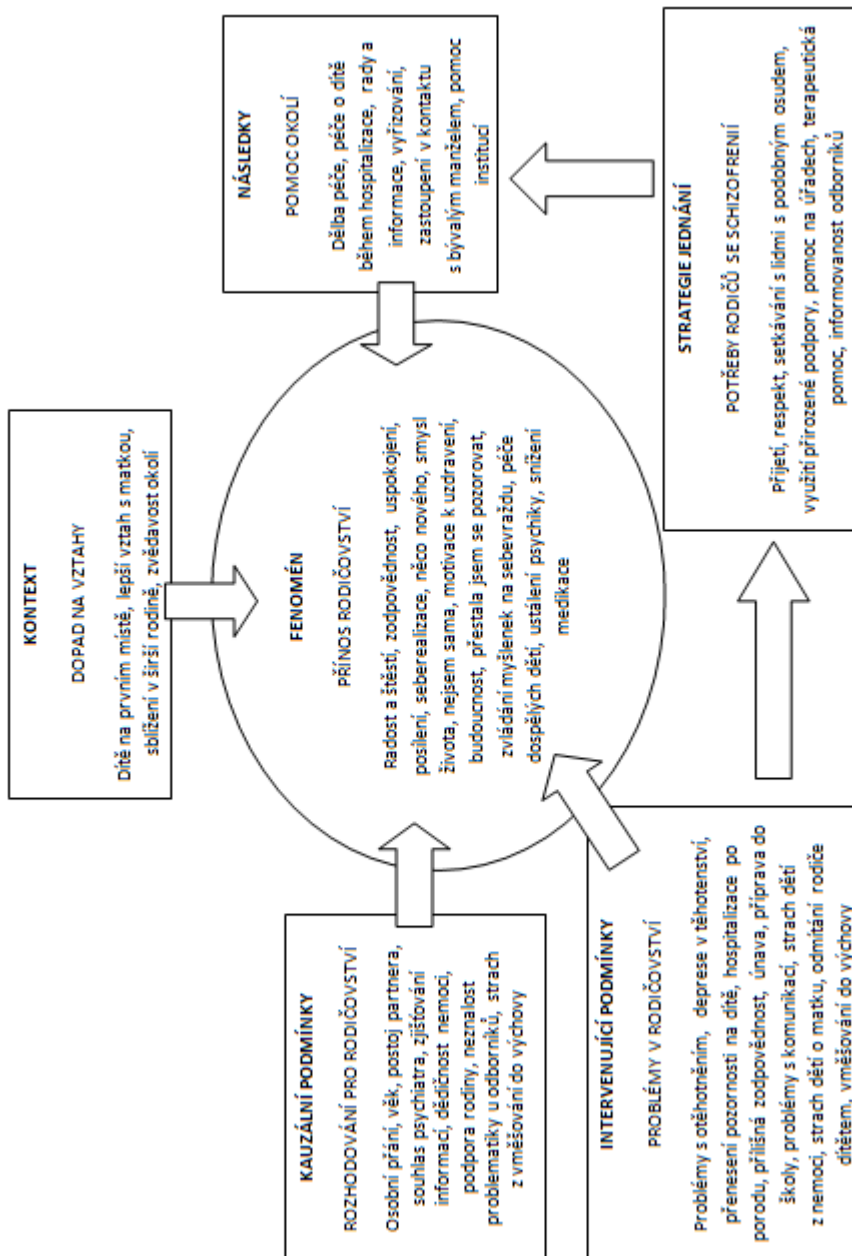 KONTEXT
DOPAD NA VZTAHY
Dítě na prvním místě, lepší vztah s matkou,
sblížení v širší rodině, zvědavost okolí
KAUZÁLNÍ PODMÍNKY
ROZHODOVÁNÍ PRO RODIČOVSTVÍ
Osobní přání, věk, postoj partnera,
souhlas psychiatra, zjišťování
informací, dědičnost nemoci,
podpora rodiny, neznalost
problematiky u odborníků, strach
z vměšování do výchovy
FENOMÉN
PŘÍNOS RODIČOVSTVÍ
Radost a štěstí, zodpovědnost, uspokojení,
posílení, seberealizace, něco nového, smysl
života, nejsem sama, motivace k uzdravení,
budoucnost, přestala jsem se pozorovat,
zvládání myšlenek na sebevraždu, péče
dospělých dětí, ustálení psychiky, snížení
medikace
NÁSLEDKY
POMOC OKOLÍ
Dělba péče, péče o dítě
během hospitalizace, rady a
informace, vyřizování,
zastoupení v kontaktu
s bývalým manželem, pomoc
institucí
INTERVENUJÍCÍ PODMÍNKY
PROBLÉMY V RODIČOVSTVÍ
Problémy s otěhotněním, deprese v těhotenství,
přenesení pozornosti na dítě, hospitalizace po
porodu, přílišná zodpovědnost, únava, příprava do
školy, problémy s komunikací, strach dětí
z nemoci, strach dětí o matku, odmítání rodiče
dítětem, vměšování do výchovy
STRATEGIE JEDNÁNÍ
POTŘEBY RODIČŮ SE SCHIZOFRENIÍ
Přijetí, respekt, setkávání s lidmi s podobným osudem,
využití přirozené podpory, pomoc na úřadech, terapeutická
pomoc, informovanost odborníků